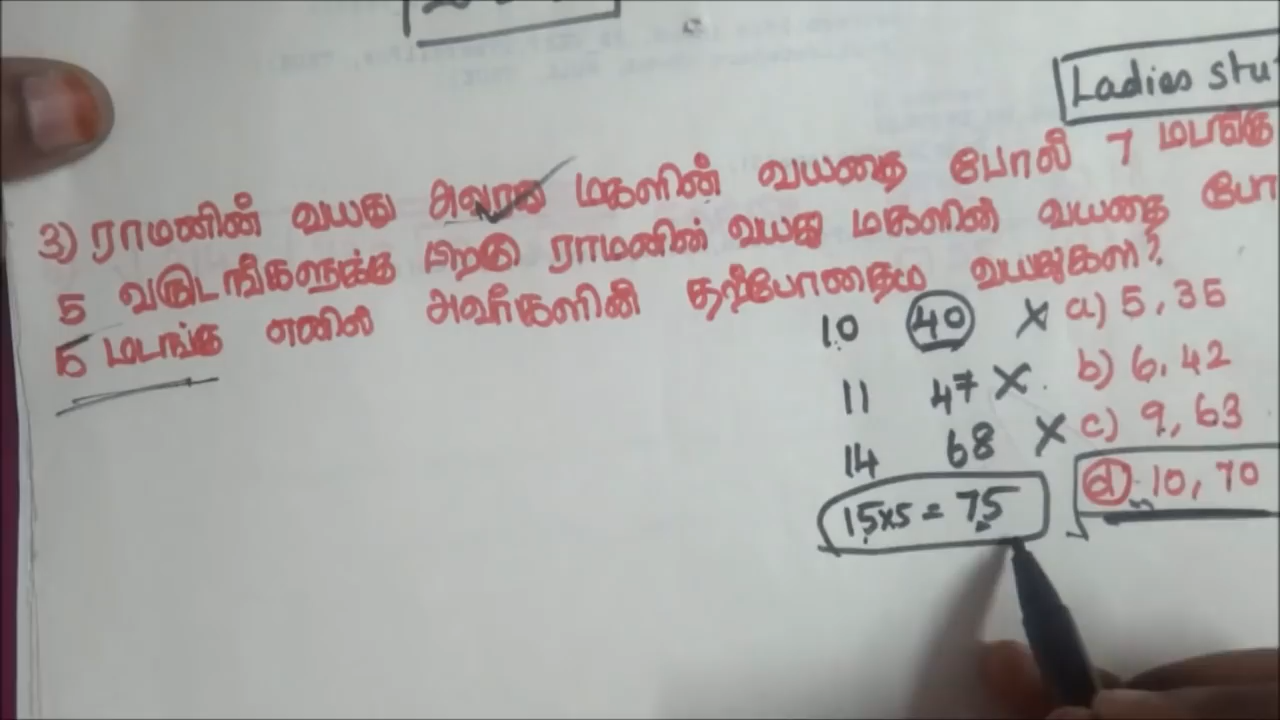 Ladies Stu
3) ராமனின் வயது அவரது மகளின் வயதை போல் 7 மடங்கு
5 வருடங்களுக்கு பிறகு ராமனின் வயது மகளின் வயதை போ
5 மடங்கு எனில் அவர்களின் தற்போதைய வயதுகள்?
10 40 X a) 5, 35
11 47 X b) 6, 42
14 68 X c) 9, 63
15x5 = 75 d) 10, 70